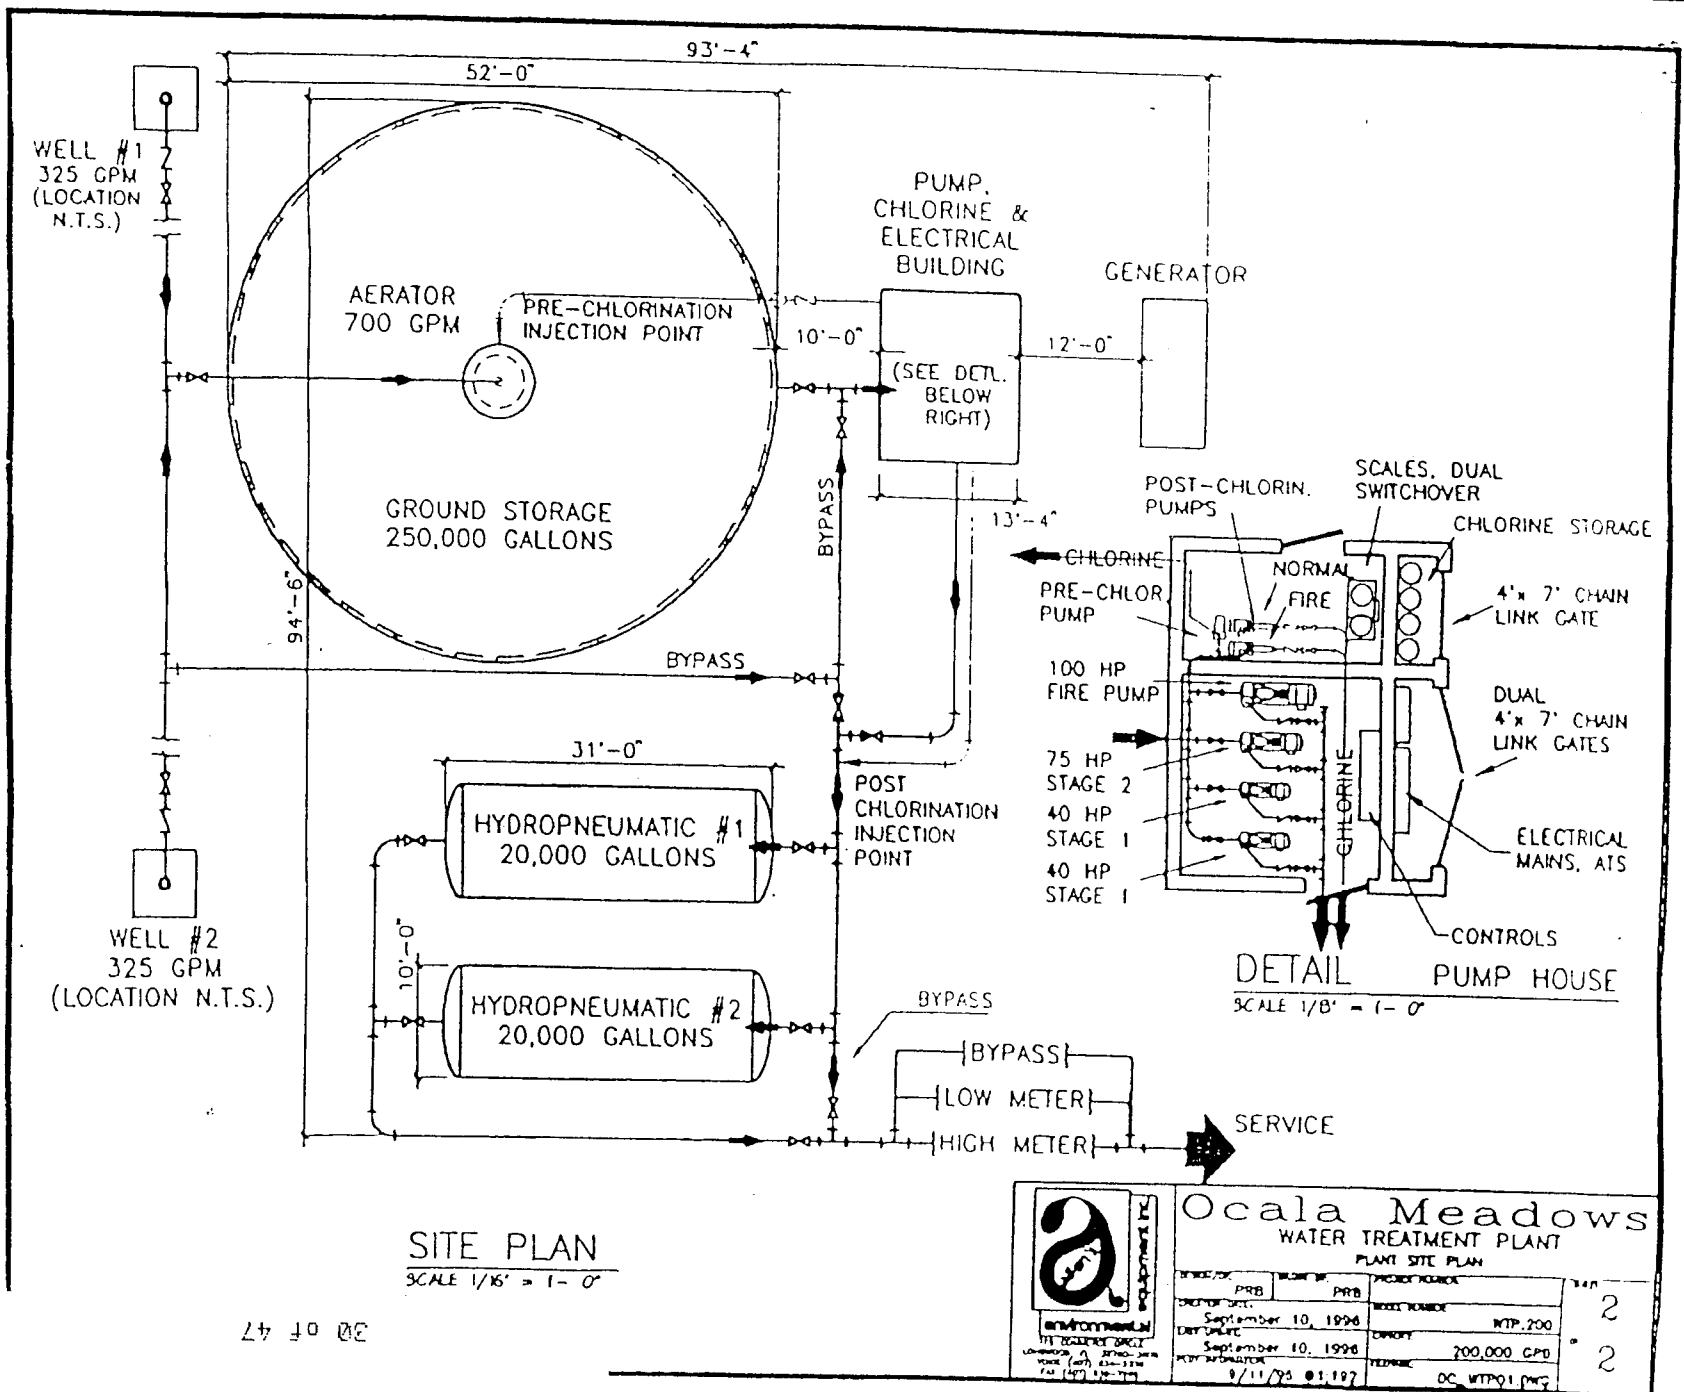 93'-4"
52'-0"
WELL #1
325 GPM
(LOCATION
N.T.S.)
PUMP,
CHLORINE &
ELECTRICAL
BUILDING
GENERATOR
AERATOR
700 GPM
PRE-CHLORINATION
INJECTION POINT
10'-0"
12'-0"
(SEE DETL.
BELOW
RIGHT)
GROUND STORAGE
250,000 GALLONS
BYPASS
13'-4"
94'-6"
BYPASS
POST-CHLORIN.
PUMPS
SCALES, DUAL
SWITCHOVER
CHLORINE STORAGE
CHLORINE
NORMAL
PRE-CHLOR
PUMP
FIRE
4'x 7' CHAIN
LINK GATE
100 HP
FIRE PUMP
DUAL
4'x 7' CHAIN
LINK GATES
75 HP
STAGE 2
40 HP
STAGE 1
40 HP
STAGE 1
CHLORINE
ELECTRICAL
MAINS, ATS
CONTROLS
DETAIL PUMP HOUSE
SCALE 1/8' = 1- 0"
31'-0"
HYDROPNEUMATIC #1
20,000 GALLONS
POST
CHLORINATION
INJECTION
POINT
WELL #2
325 GPM
(LOCATION N.T.S.)
10'-0"
HYDROPNEUMATIC #2
20,000 GALLONS
BYPASS
BYPASS
LOW METER
HIGH METER
SERVICE
SITE PLAN
SCALE 1/16' = 1- 0"
30 of 47
environmental
equipment inc.
Ocala Meadows
WATER TREATMENT PLANT
PLANT SITE PLAN
PRB
PRB
September 10, 1996
WTP.200
September 10, 1996
200,000 GPD
2
2